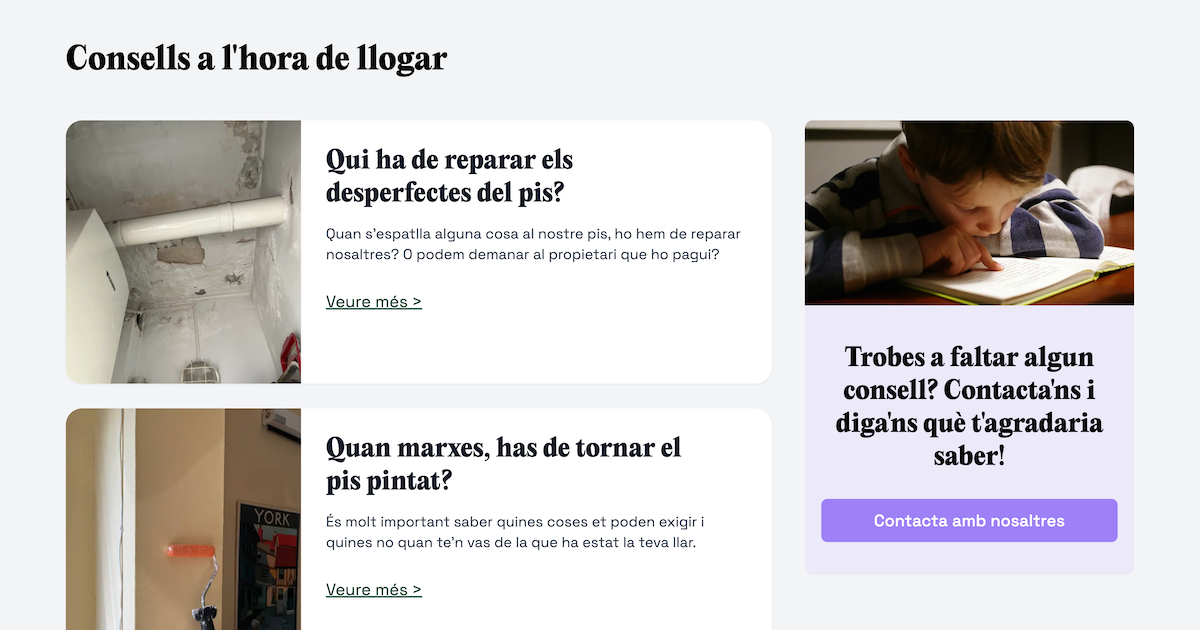 Consells a l'hora de llogar
Qui ha de reparar els
desperfectes del pis?
Quan s’espatlla alguna cosa al nostre pis, ho hem de reparar
nosaltres? O podem demanar al propietari que ho pagui?
Veure més >
Quan marxes, has de tornar el
pis pintat?
És molt important saber quines coses et poden exigir i
quines no quan te’n vas de la que ha estat la teva llar.
Veure més >
YORK
Trobes a faltar algun
consell? Contacta'ns i
diga'ns què t'agradaria
saber!
Contacta amb nosaltres